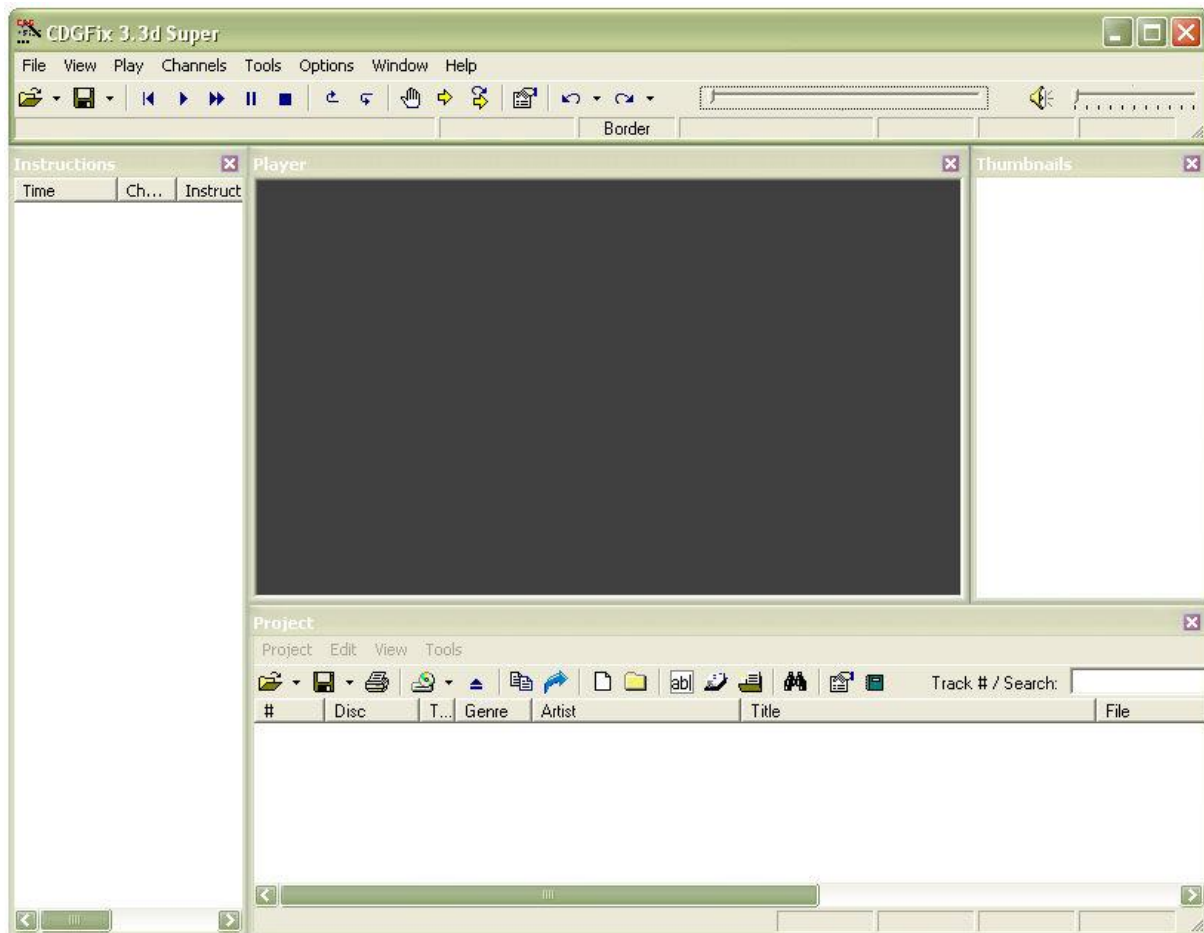 CDGFix 3.3d Super
File View Play Channels Tools Options Window Help
Border
Instructions
Time Ch... Instruct
Player
Thumbnails
Project
Project Edit View Tools
abl Track # / Search:
# Disc T... Genre Artist Title File